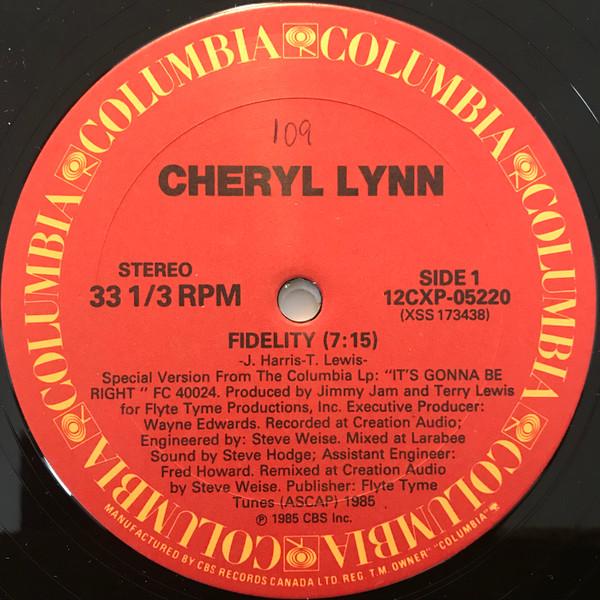 COLUMBIA COLUMBIA COLUMBIA COLUMBIA COLUMBIA COLUMBIA COLUMBIA COLUMBIA
109
CHERYL LYNN
STEREO
33 1/3 RPM
SIDE 1
12CXP-05220
(XSS 173438)
FIDELITY (7:15)
-J. Harris-T. Lewis-
Special Version From The Columbia Lp: "IT'S GONNA BE
RIGHT " FC 40024. Produced by Jimmy Jam and Terry Lewis
for Flyte Tyme Productions, Inc. Executive Producer:
Wayne Edwards. Recorded at Creation Audio;
Engineered by: Steve Weise. Mixed at Larabee
Sound by Steve Hodge; Assistant Engineer:
Fred Howard. Remixed at Creation Audio
by Steve Weise. Publisher: Flyte Tyme
Tunes (ASCAP) 1985
℗ 1985 CBS Inc.
MANUFACTURED BY CBS RECORDS CANADA LTD. REG. T.M. OWNER" "COLUMBIA"